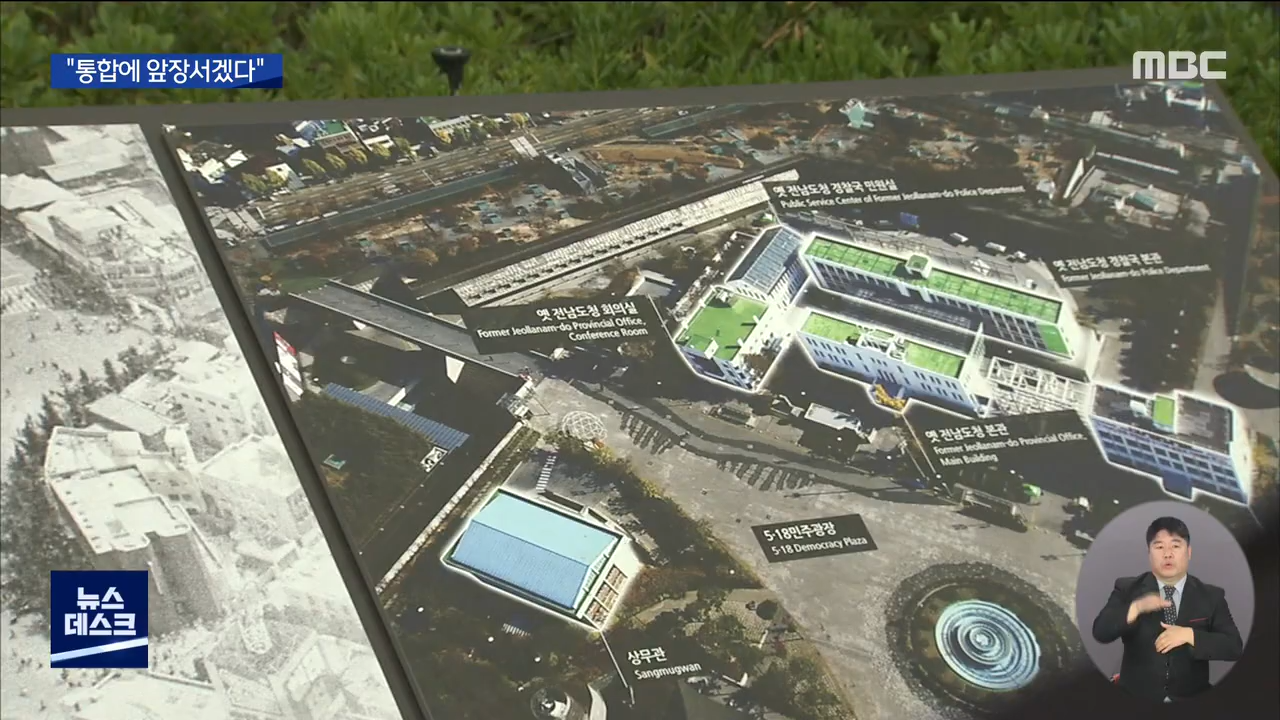 "통합에 앞장서겠다"
MBC
옛 전남도청 경찰국 민원실
Public Service Center of Former Jeollanam-do Police Department
옛 전남도청 경찰국 본관
Former Jeollanam-do Police Department
옛 전남도청 회의실
Former Jeollanam-do Provincial Office,
Conference Room
옛 전남도청 본관
Former Jeollanam-do Provincial Office,
Main Building
5·18민주광장
5·18 Democracy Plaza
상무관
Sangmugwan
뉴스
데스크